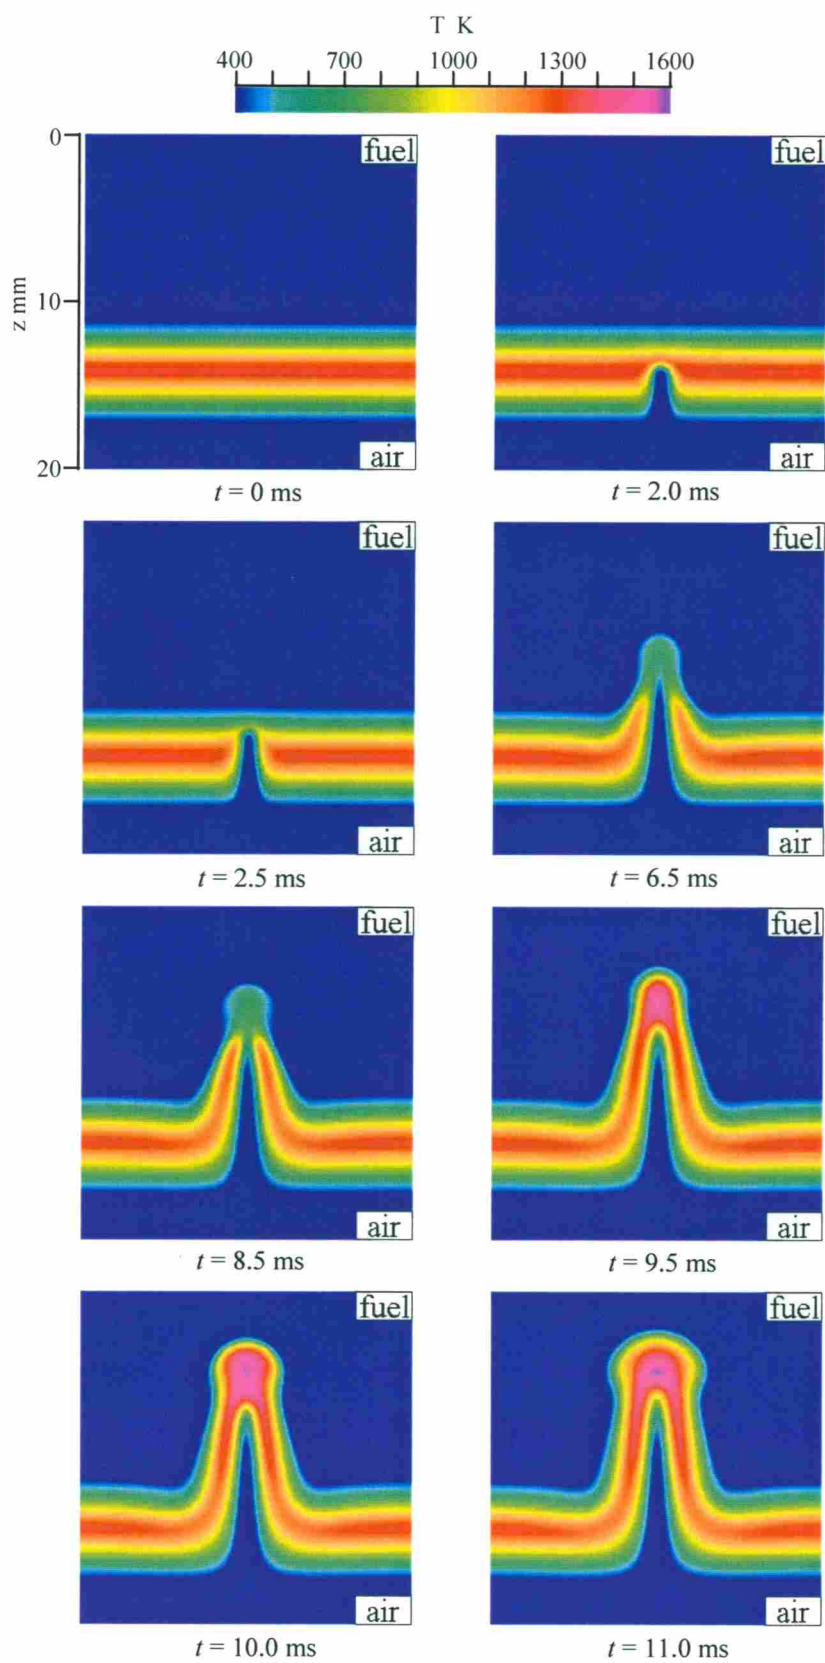 T K
400 700 1000 1300 1600
0 fuel fuel
z mm
10
20 air air
t = 0 ms t = 2.0 ms
fuel fuel
air air
t = 2.5 ms t = 6.5 ms
fuel fuel
air air
t = 8.5 ms t = 9.5 ms
fuel fuel
air air
t = 10.0 ms t = 11.0 ms